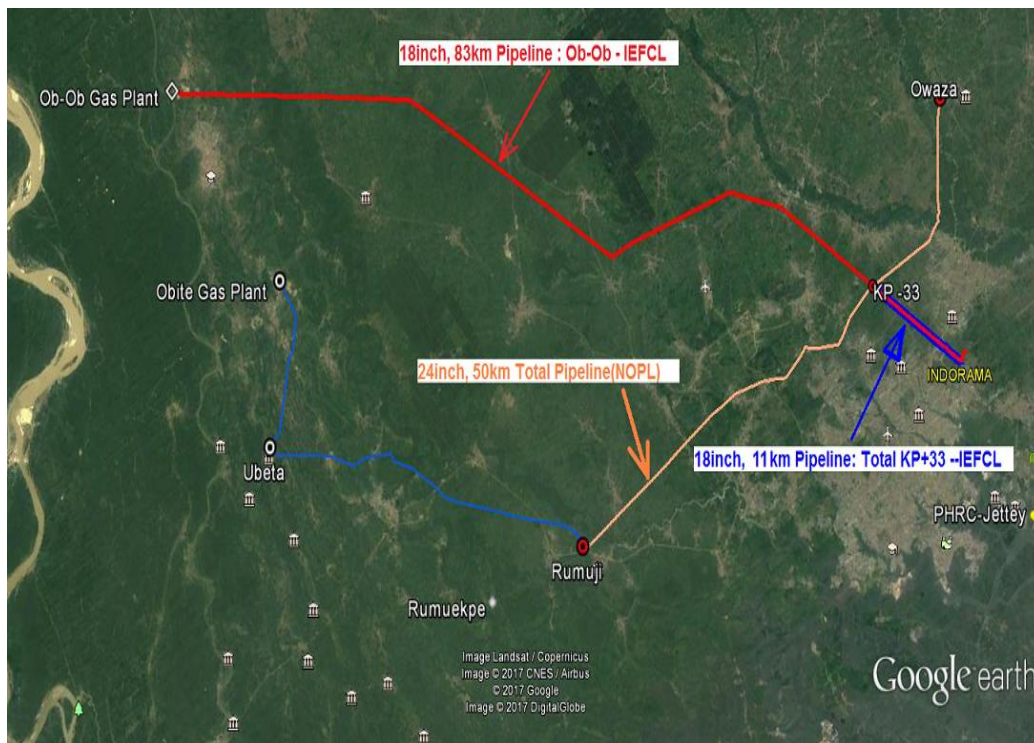 18inch, 83km Pipeline : Ob-Ob - IEFCL
Owaza
Ob-Ob Gas Plant
Obite Gas Plant
KP -33
24inch, 50km Total Pipeline(NOPL)
INDORAMA
18inch, 11km Pipeline: Total KP+33 --IEFCL
Ubeta
PHRC-Jettey
Rumuji
Rumuekpe
Image Landsat / Copernicus
Image © 2017 CNES / Airbus
© 2017 Google
Image © 2017 DigitalGlobe
Google earth